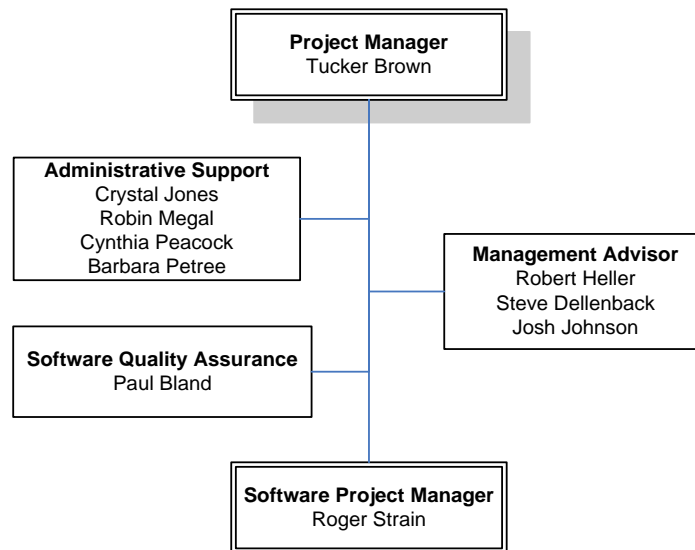 Project Manager
Tucker Brown
Administrative Support
Crystal Jones
Robin Megal
Cynthia Peacock
Barbara Petree
Management Advisor
Robert Heller
Steve Dellenback
Josh Johnson
Software Quality Assurance
Paul Bland
Software Project Manager
Roger Strain